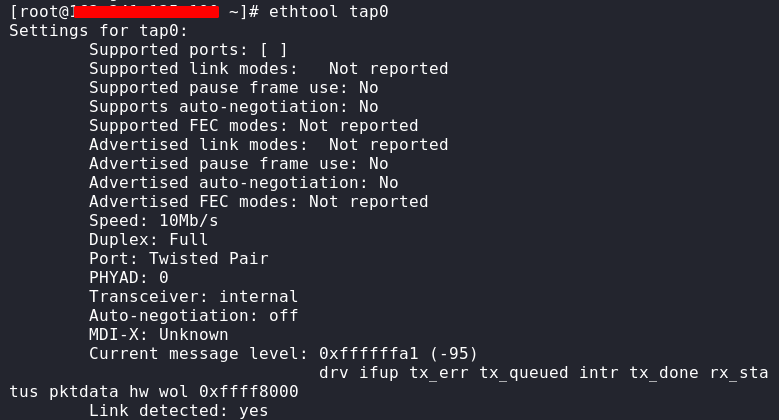 [root@ ~]# ethtool tap0
Settings for tap0:
Supported ports: [ ]
Supported link modes:   Not reported
Supported pause frame use: No
Supports auto-negotiation: No
Supported FEC modes: Not reported
Advertised link modes:  Not reported
Advertised pause frame use: No
Advertised auto-negotiation: No
Advertised FEC modes: Not reported
Speed: 10Mb/s
Duplex: Full
Port: Twisted Pair
PHYAD: 0
Transceiver: internal
Auto-negotiation: off
MDI-X: Unknown
Current message level: 0xffffffa1 (-95)
drv ifup tx_err tx_queued intr tx_done rx_sta
tus pktdata hw wol 0xffff8000
Link detected: yes